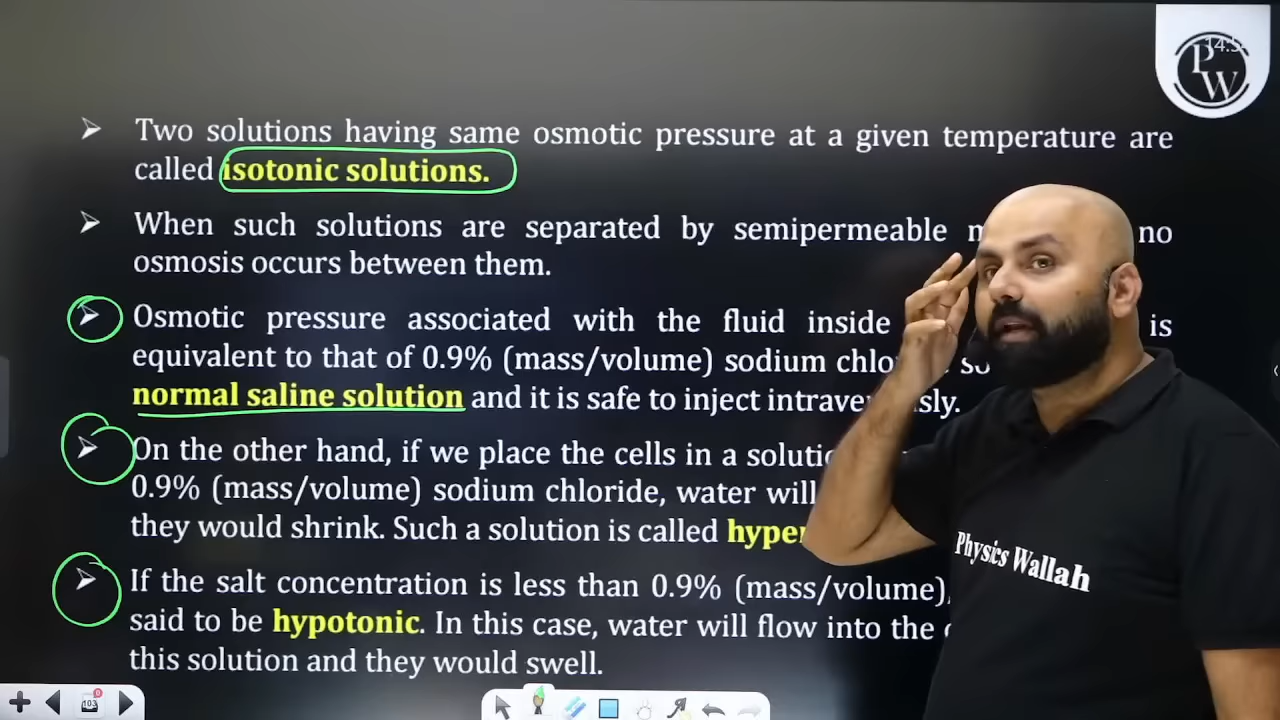 14:5
P
W
Two solutions having same osmotic pressure at a given temperature are
called isotonic solutions.
When such solutions are separated by semipermeable no
osmosis occurs between them.
Osmotic pressure associated with the fluid inside is
equivalent to that of 0.9% (mass/volume) sodium
normal saline solution and it is safe to inject
On the other hand, if we place the cells in a
0.9% (mass/volume) sodium chloride, water will
they would shrink. Such a solution is called
If the salt concentration is less than 0.9% (mass/volume),
said to be hypotonic. In this case, water will flow into the
this solution and they would swell.
Physics Wallah
103